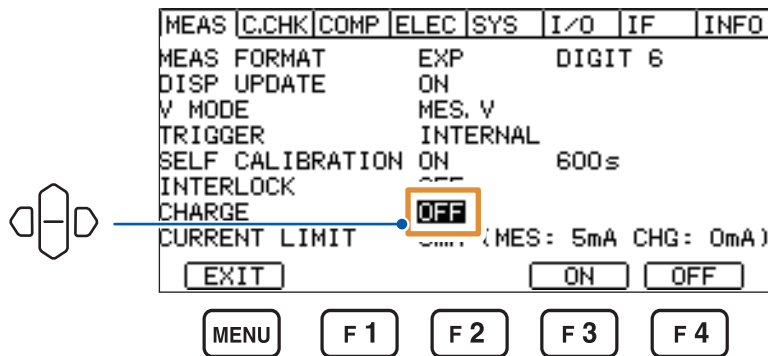 MEAS C.CHK COMP ELEC SYS I/O IF INFO
MEAS FORMAT EXP DIGIT 6
DISP UPDATE ON
V MODE MES.V
TRIGGER INTERNAL
SELF CALIBRATION ON 600s
INTERLOCK
CHARGE OFF
CURRENT LIMIT (MES: 5mA CHG: 0mA)
EXIT ON OFF
MENU F1 F2 F3 F4